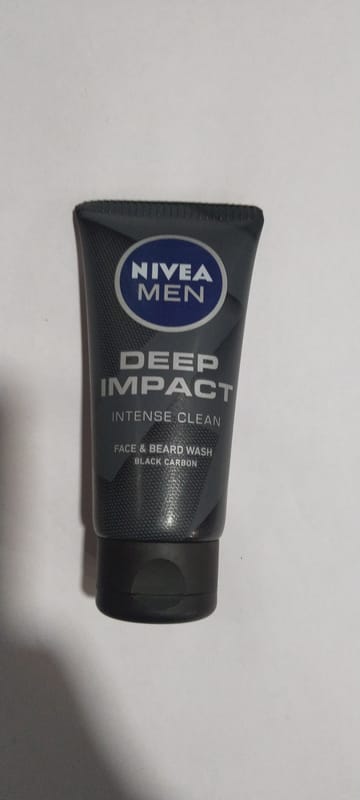 NIVEA
MEN
DEEP
IMPACT
INTENSE CLEAN
FACE & BEARD WASH
BLACK CARBON